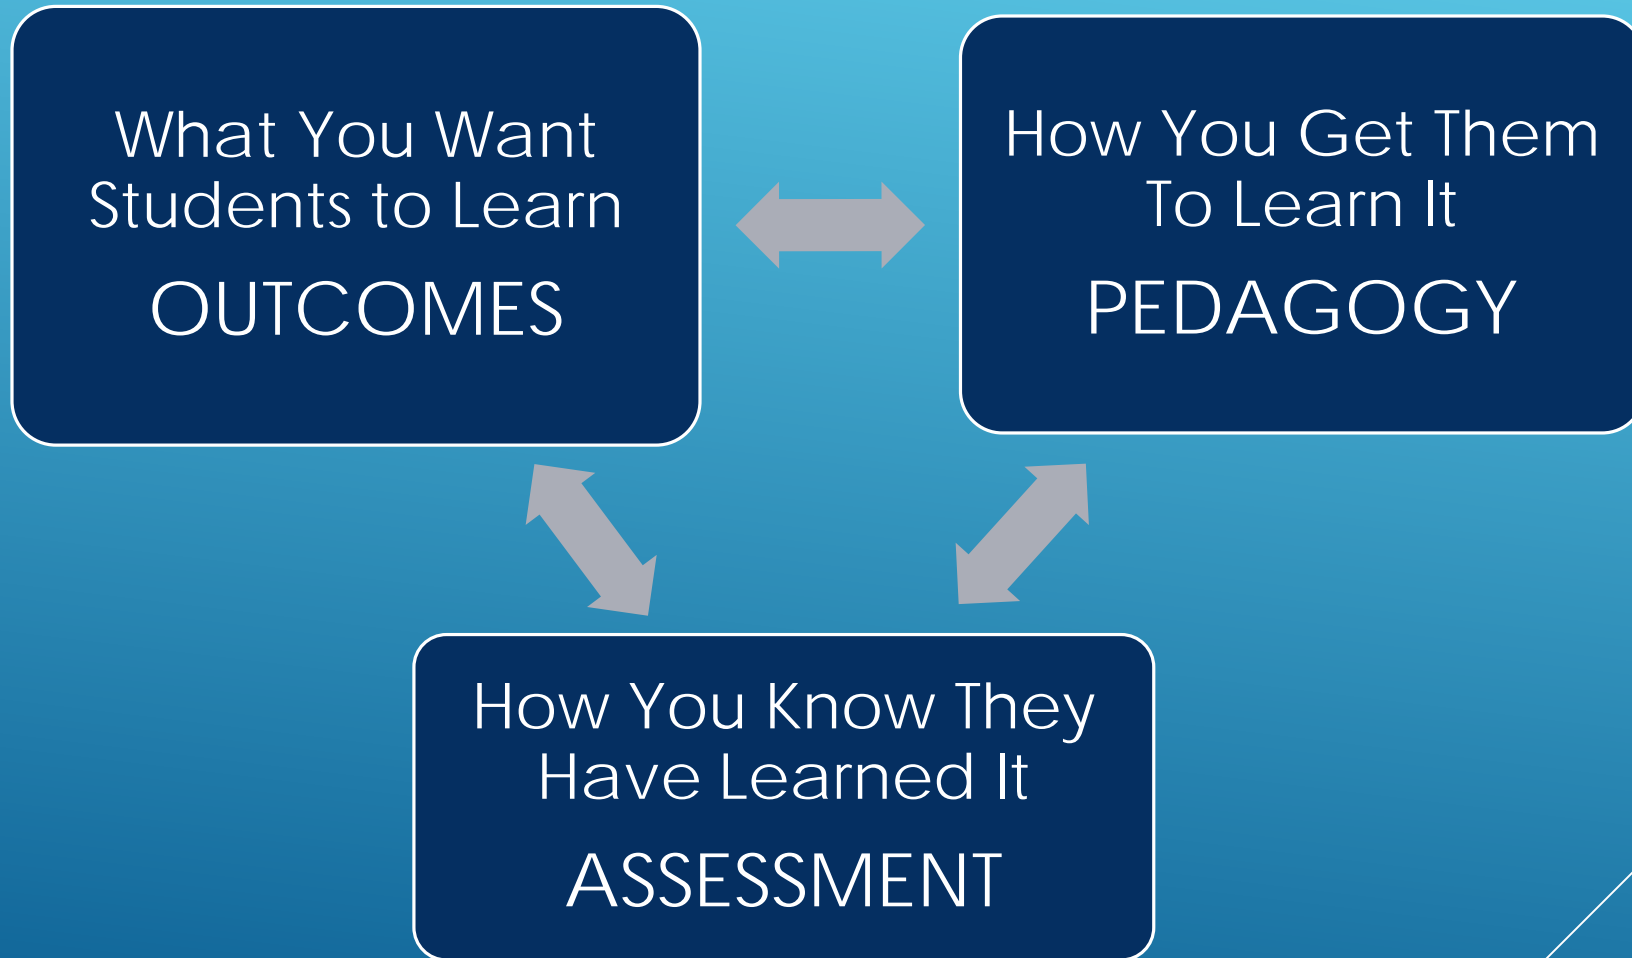 What You Want
Students to Learn
OUTCOMES
How You Get Them
To Learn It
PEDAGOGY
How You Know They
Have Learned It
ASSESSMENT